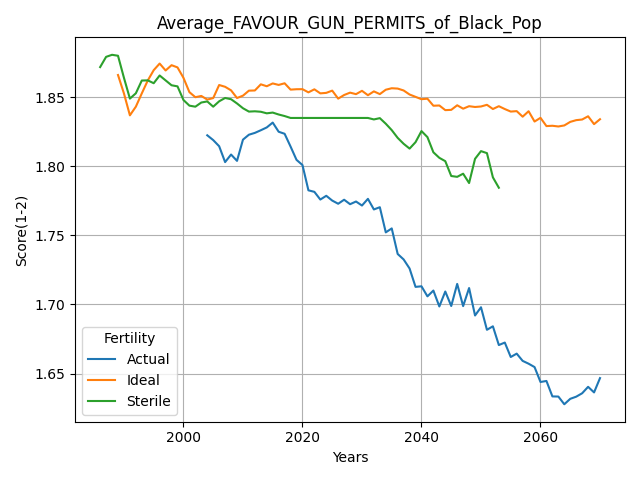 Average_FAVOUR_GUN_PERMITS_of_Black_Pop
Score(1-2)
1.85
1.80
1.75
1.70
1.65
Fertility
Actual
Ideal
Sterile
2000
2020
2040
2060
Years